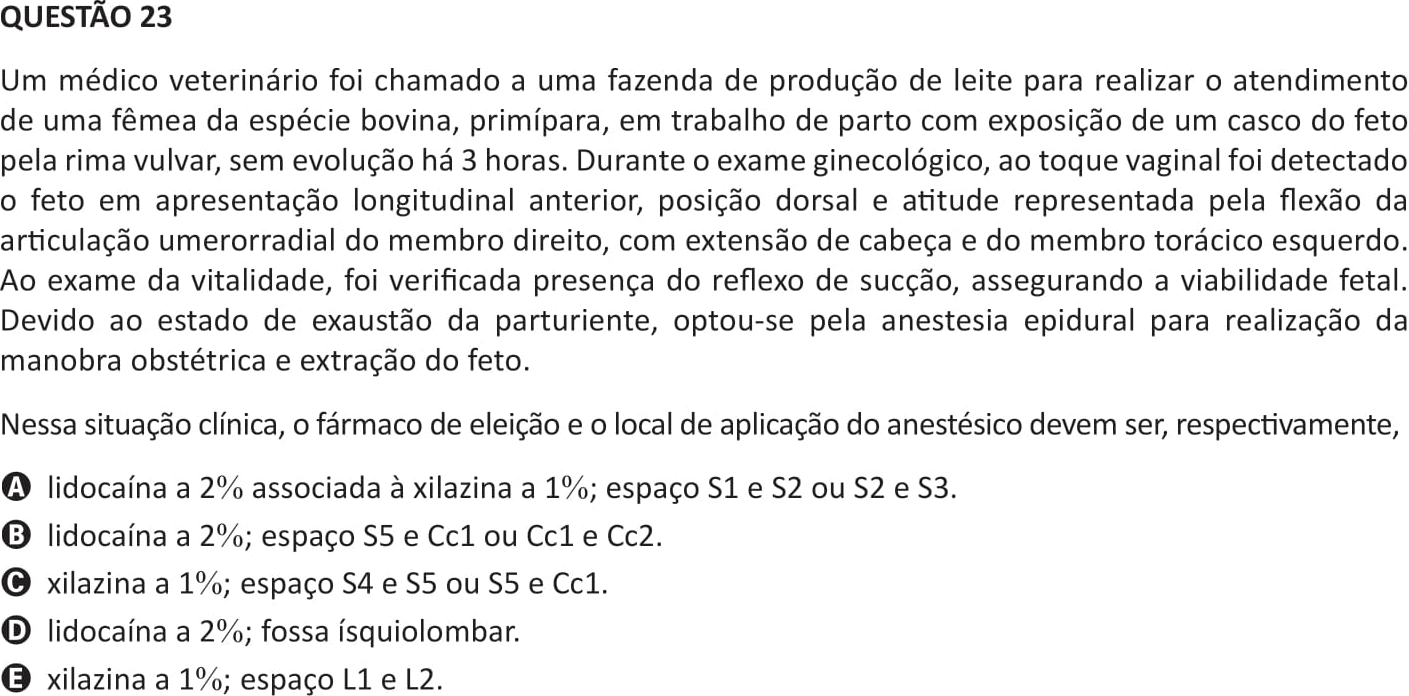 QUESTÃO 23
Um médico veterinário foi chamado a uma fazenda de produção de leite para realizar o atendimento
de uma fêmea da espécie bovina, primípara, em trabalho de parto com exposição de um casco do feto
pela rima vulvar, sem evolução há 3 horas. Durante o exame ginecológico, ao toque vaginal foi detectado
o feto em apresentação longitudinal anterior, posição dorsal e atitude representada pela flexão da
articulação umerorradial do membro direito, com extensão de cabeça e do membro torácico esquerdo.
Ao exame da vitalidade, foi verificada presença do reflexo de sucção, assegurando a viabilidade fetal.
Devido ao estado de exaustão da parturiente, optou-se pela anestesia epidural para realização da
manobra obstétrica e extração do feto.
Nessa situação clínica, o fármaco de eleição e o local de aplicação do anestésico devem ser, respectivamente,
A lidocaína a 2% associada à xilazina a 1%; espaço S1 e S2 ou S2 e S3.
B lidocaína a 2%; espaço S5 e Cc1 ou Cc1 e Cc2.
C xilazina a 1%; espaço S4 e S5 ou S5 e Cc1.
D lidocaína a 2%; fossa ísquiolombar.
E xilazina a 1%; espaço L1 e L2.